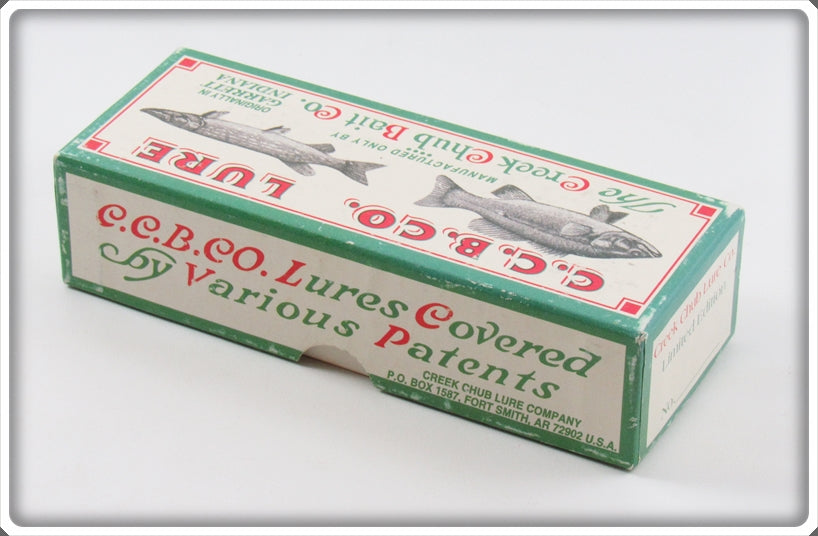 The Creek Chub Bait Co.
ORIGINALLY IN
GARRETT
INDIANA
MANUFACTURED ONLY BY
C.C.B.CO. LURE
C.C.B.CO. Lures Covered
by Various Patents
CREEK CHUB LURE COMPANY
P.O. BOX 1587, FORT SMITH, AR 72902 U.S.A.
Creek Chub Lure Co.
Limited Edition
NO.